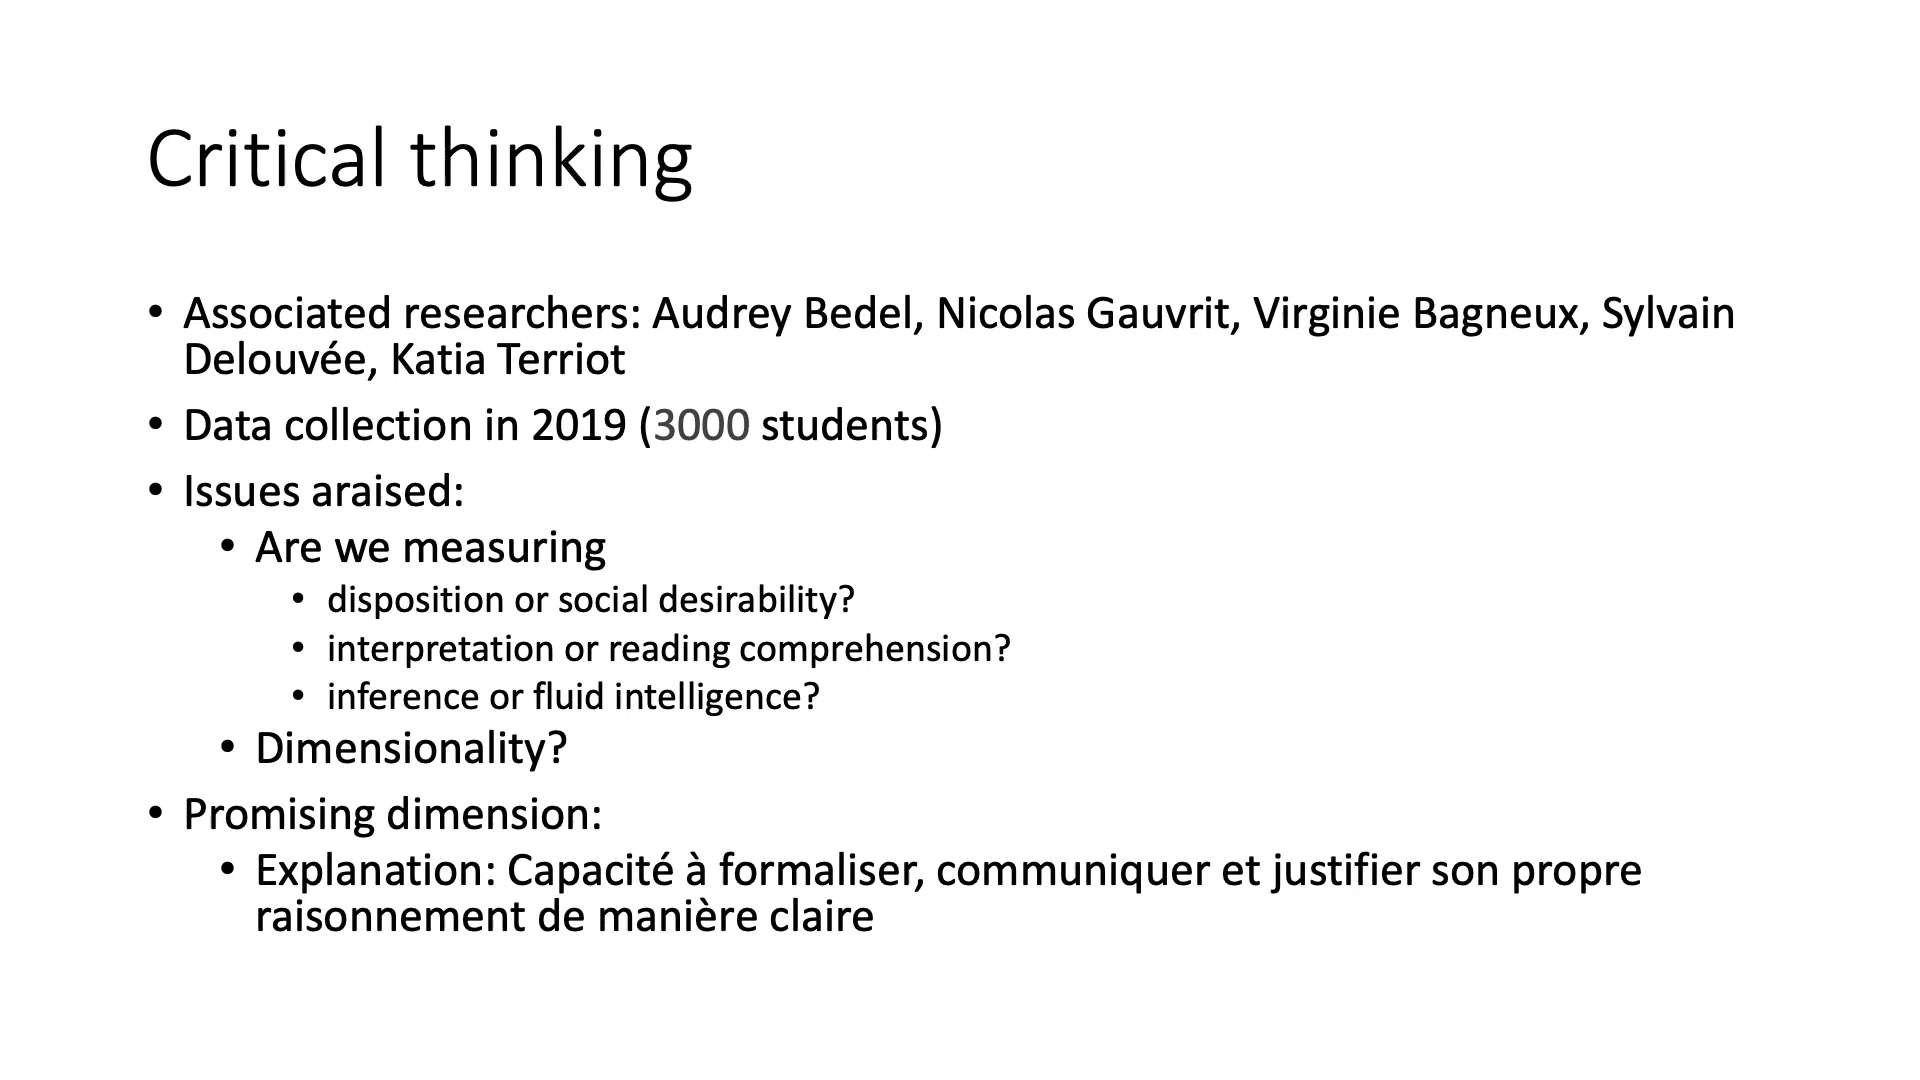 Critical thinking
• Associated researchers: Audrey Bedel, Nicolas Gauvrit, Virginie Bagneux, Sylvain
Delouvée, Katia Terriot
• Data collection in 2019 (3000 students)
• Issues araised:
• Are we measuring
• disposition or social desirability?
• interpretation or reading comprehension?
• inference or fluid intelligence?
• Dimensionality?
• Promising dimension:
• Explanation: Capacité à formaliser, communiquer et justifier son propre
raisonnement de manière claire